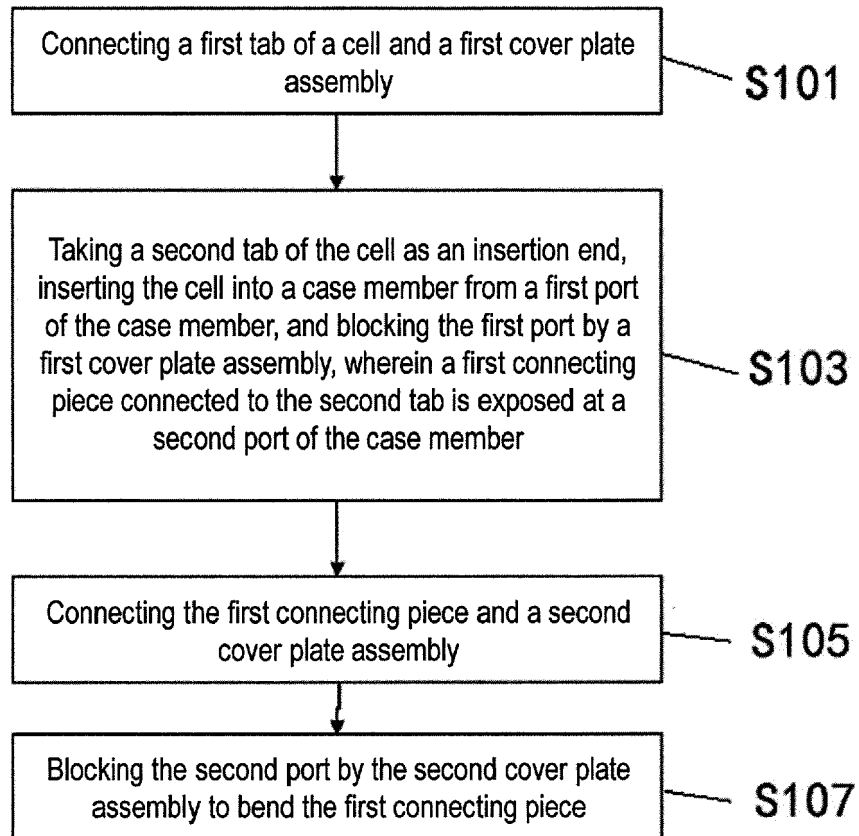 Connecting a first tab of a cell and a first cover plate
assembly
S101
Taking a second tab of the cell as an insertion end,
inserting the cell into a case member from a first port
of the case member, and blocking the first port by a
first cover plate assembly, wherein a first connecting
piece connected to the second tab is exposed at a
second port of the case member
S103
Connecting the first connecting piece and a second
cover plate assembly
S105
Blocking the second port by the second cover plate
assembly to bend the first connecting piece
S107